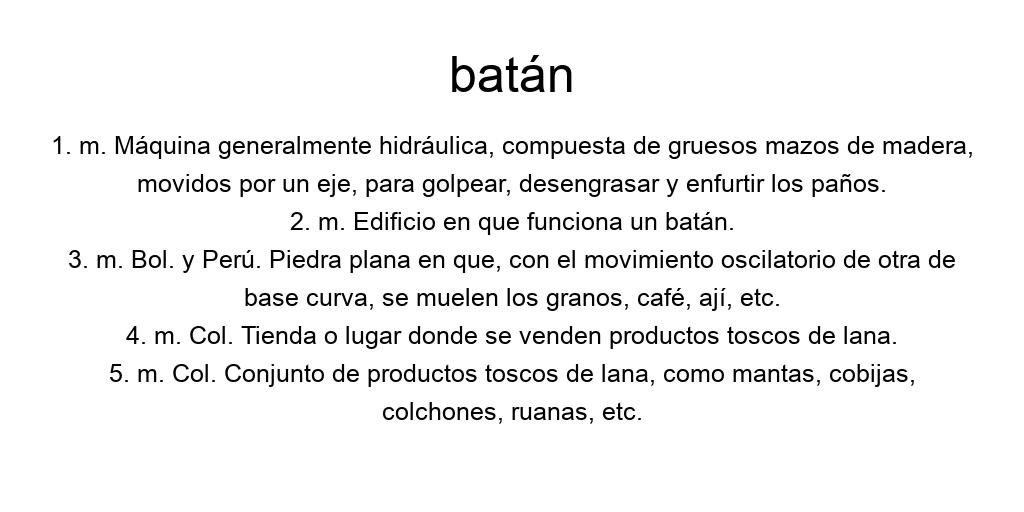 batán
1. m. Máquina generalmente hidráulica, compuesta de gruesos mazos de madera,
movidos por un eje, para golpear, desengrasar y enfurtir los paños.
2. m. Edificio en que funciona un batán.
3. m. Bol. y Perú. Piedra plana en que, con el movimiento oscilatorio de otra de
base curva, se muelen los granos, café, ají, etc.
4. m. Col. Tienda o lugar donde se venden productos toscos de lana.
5. m. Col. Conjunto de productos toscos de lana, como mantas, cobijas,
colchones, ruanas, etc.